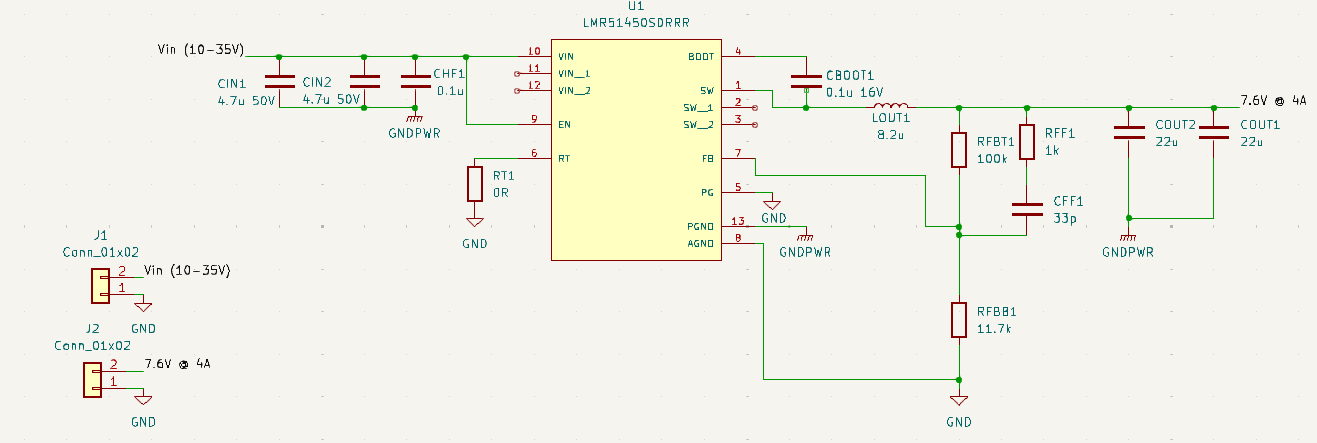 U1
LMR51450SDRRR
Vin (10-35V)
CIN1
4.7u 50V
CIN2
4.7u 50V
CHF1
0.1u
GNDPWR
10 VIN
11 VIN_1
12 VIN_2
9 EN
6 RT
BOOT 4
SW 1
SW_1 2
SW_2 3
FB 7
PG 5
PGND 13
AGND 8
RT1
0R
GND
CBOOT1
0.1u 16V
LOUT1
8.2u
GND
GNDPWR
RFBT1
100k
RFF1
1k
CFF1
33p
COUT2
22u
COUT1
22u
7.6V @ 4A
GNDPWR
RFBB1
11.7k
GND
J1
Conn_01x02
2 Vin (10-35V)
1
GND
J2
Conn_01x02
2 7.6V @ 4A
1
GND